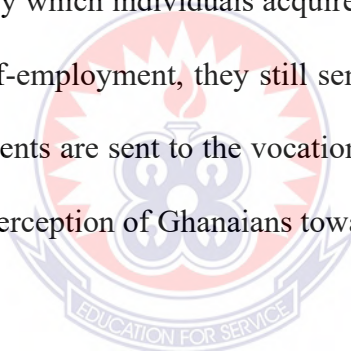 y which individuals acquire
f-employment, they still ser
ents are sent to the vocation
erception of Ghanaians towa
EDUCATION FOR SERVICE